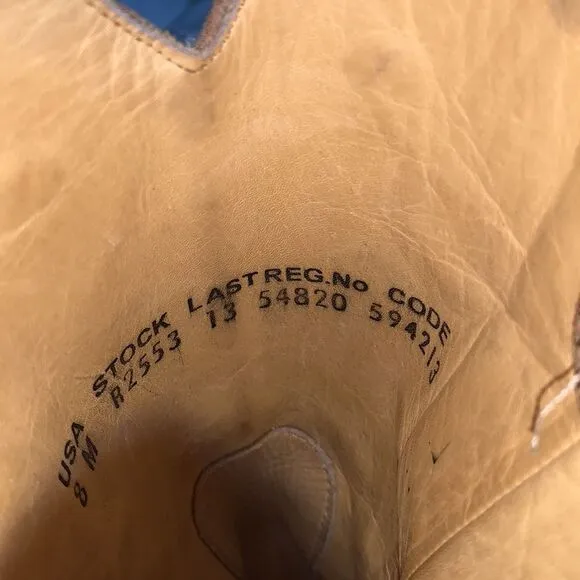 USA STOCK LAST REG.No CODE
8 M R2553 13 54820 594213